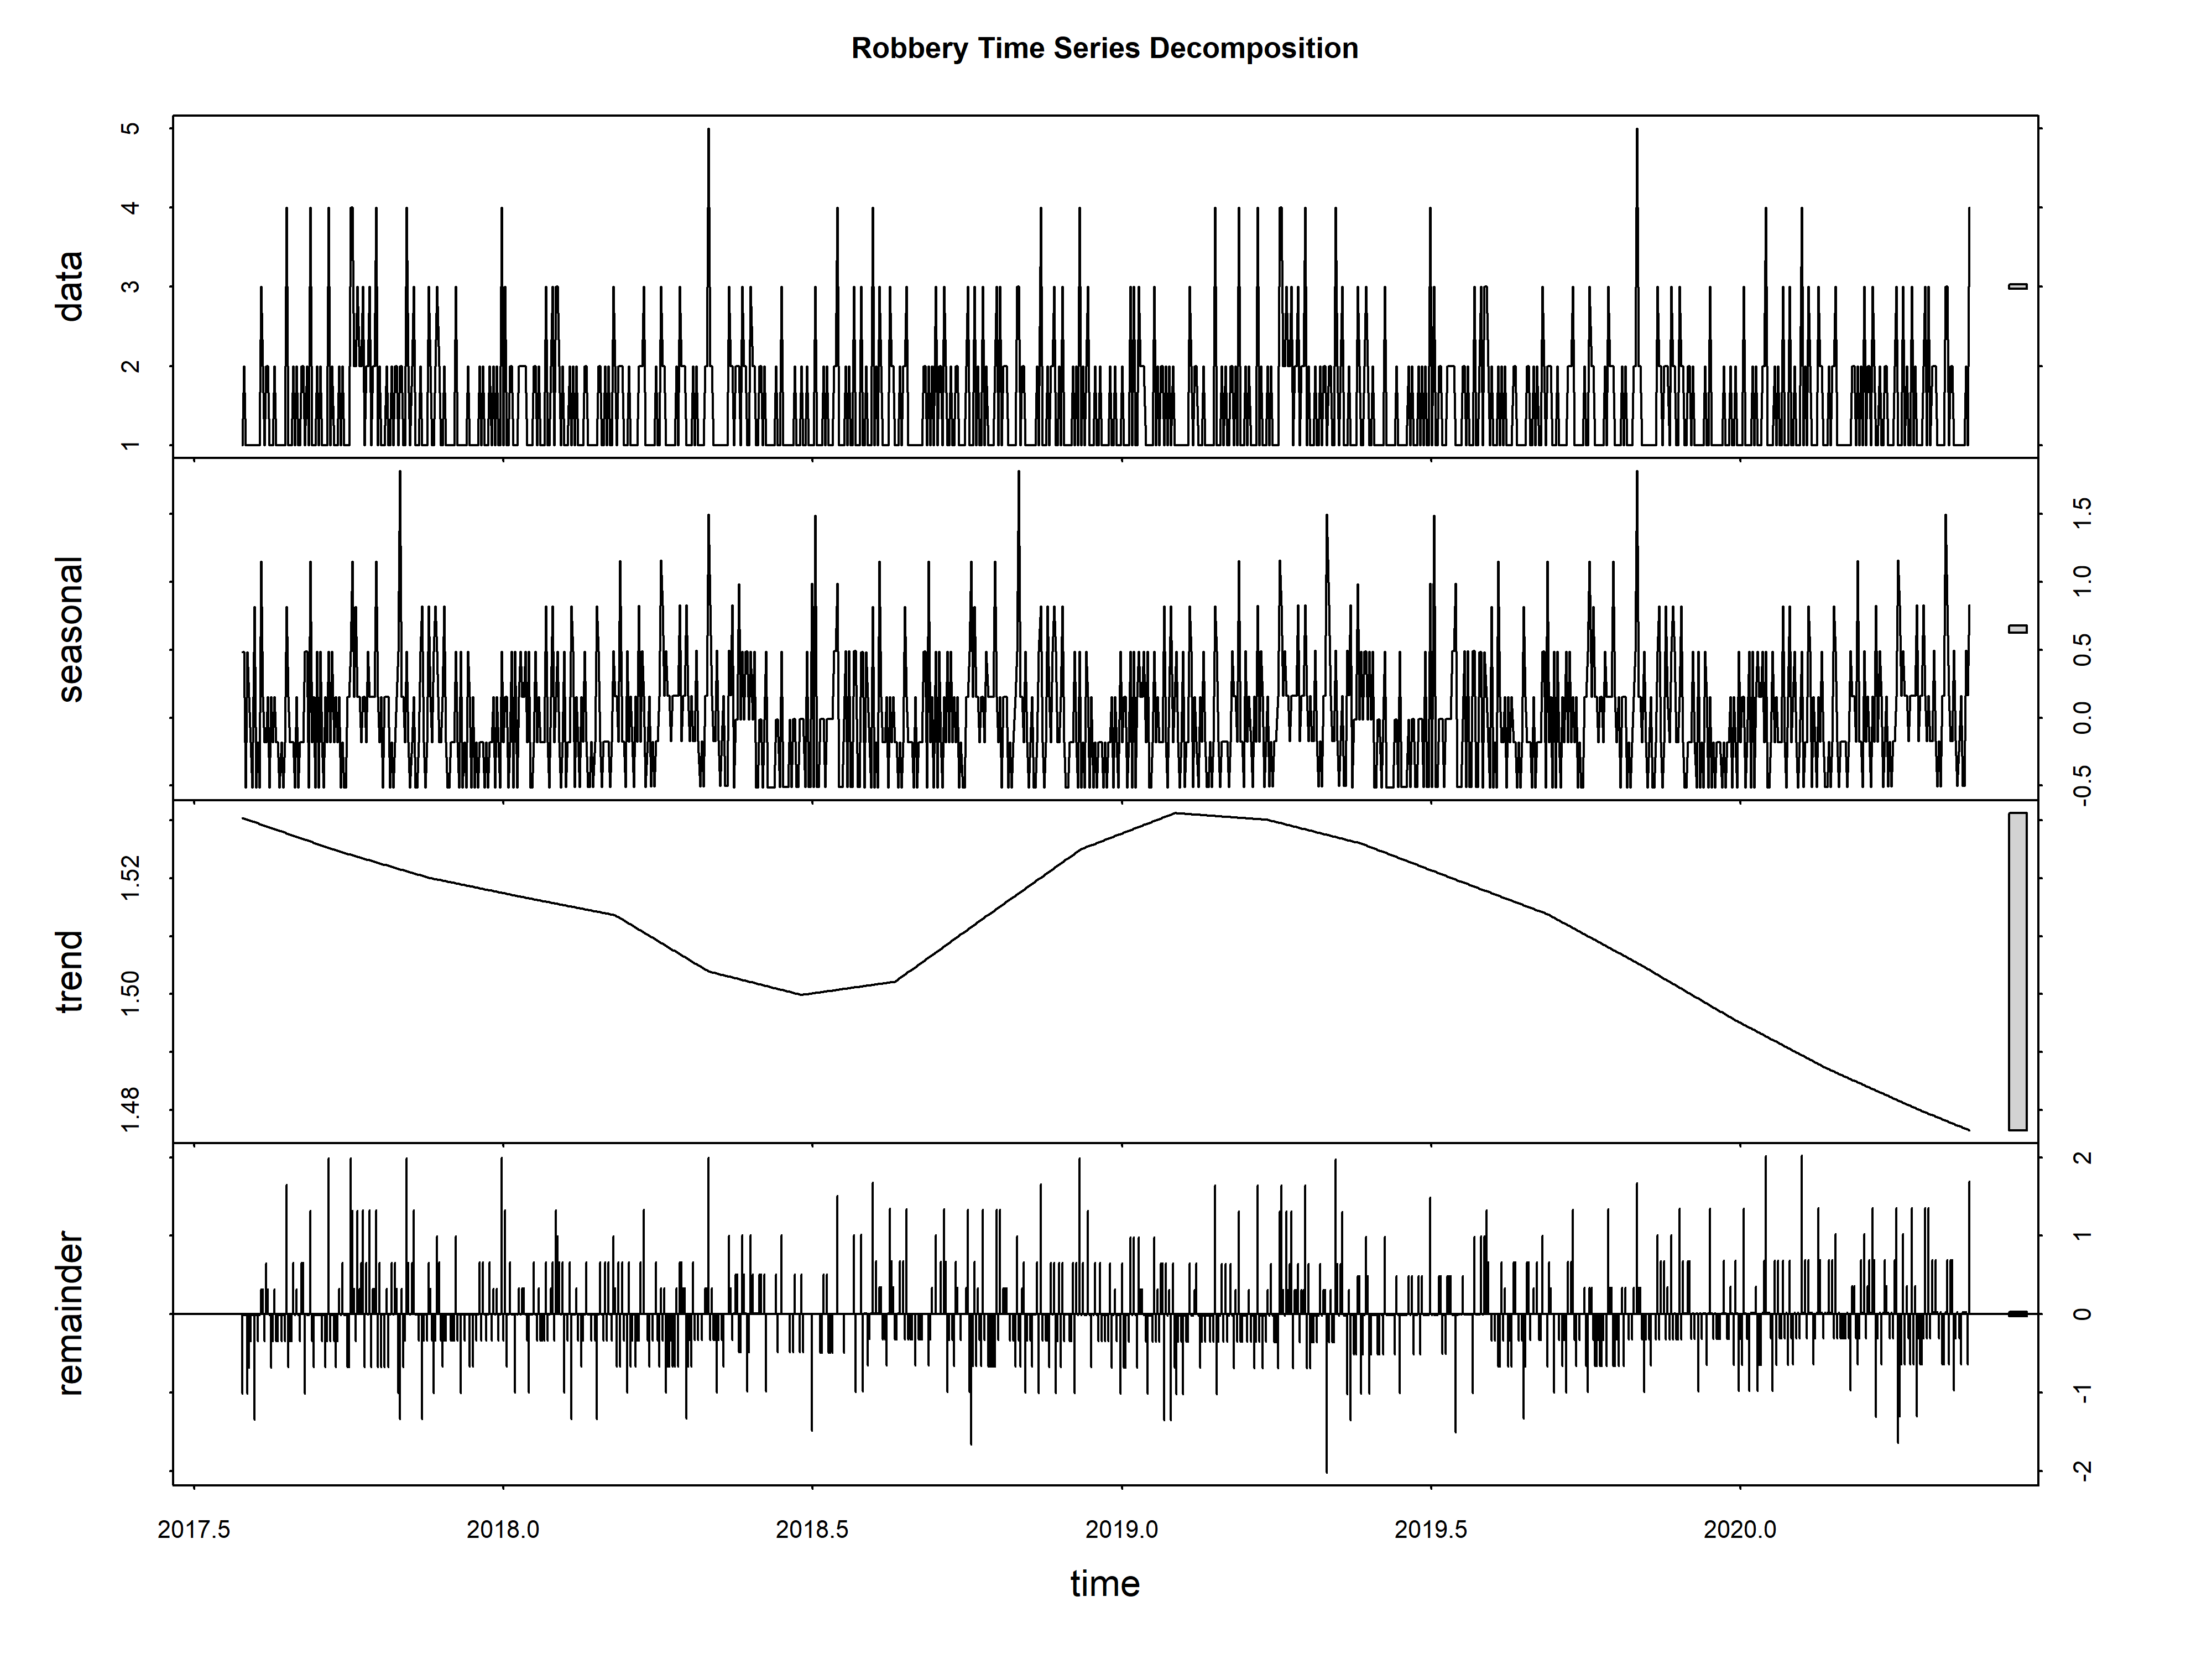 Robbery Time Series Decomposition
data
1 2 3 4 5
seasonal
-0.5 0.0 0.5 1.0 1.5
trend
1.48 1.50 1.52
remainder
-2 -1 0 1 2
2017.5 2018.0 2018.5 2019.0 2019.5 2020.0
time